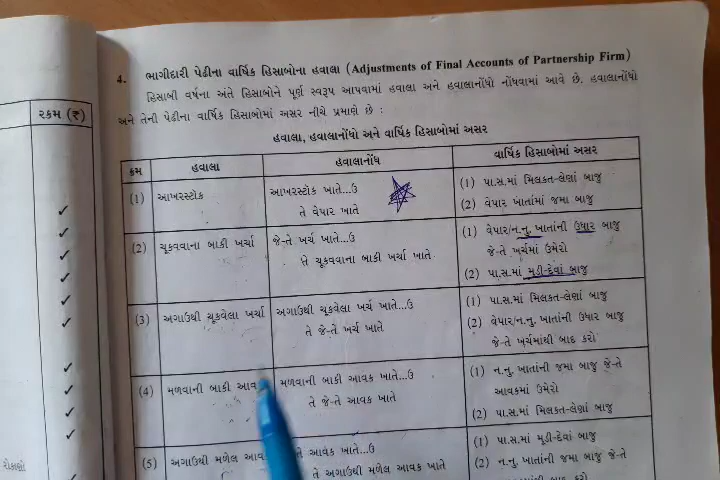 4. ભાગીદારી પેઢીના વાર્ષિક હિસાબોના હવાલા (Adjustments of Final Accounts of Partnership Firm)
હિસાબી વર્ષના અંતે હિસાબોને પૂર્ણ સ્વરૂપ આપવામાં હવાલા અને હવાલાનોંધો નોંધવામાં આવે છે. હવાલાનોંધો
અને તેની પેઢીના વાર્ષિક હિસાબોમાં અસર નીચે પ્રમાણે છે :
હવાલા, હવાલાનોંધો અને વાર્ષિક હિસાબોમાં અસર
ક્રમ હવાલા હવાલાનોંધ વાર્ષિક હિસાબોમાં અસર
(1) આખરસ્ટૉક આખરસ્ટૉક ખાતે...ઉ (1) પા.સ.માં મિલકત-લેણાં બાજુ
તે વેપાર ખાતે (2) વેપાર ખાતામાં જમા બાજુ
(2) ચૂકવવાના બાકી ખર્ચા જે-તે ખર્ચ ખાતે...ઉ (1) વેપાર/ન.નુ. ખાતાંની ઉધાર બાજુ
તે ચૂકવવાના બાકી ખર્ચા ખાતે જે-તે ખર્ચમાં ઉમેરો
(2) પા.સ.માં મૂડી-દેવાં બાજુ
(3) અગાઉથી ચૂકવેલા ખર્ચા અગાઉથી ચૂકવેલા ખર્ચ ખાતે...ઉ (1) પા.સ.માં મિલકત-લેણાં બાજુ
તે જે-તે ખર્ચ ખાતે (2) વેપાર/ન.નુ. ખાતાંની ઉધાર બાજુ
જે-તે ખર્ચમાંથી બાદ કરો
(4) મળવાની બાકી આવક મળવાની બાકી આવક ખાતે...ઉ (1) ન.નુ. ખાતાંની જમા બાજુ જે-તે
તે જે-તે આવક ખાતે આવકમાં ઉમેરો
(2) પા.સ.માં મિલકત-લેણાં બાજુ
(5) અગાઉથી મળેલ આવક આવક ખાતે...ઉ (1) પા.સ.માં મૂડી-દેવાં બાજુ
તે અગાઉથી મળેલ આવક ખાતે (2) ન.નુ. ખાતાંની જમા બાજુ જે-તે
રકમ (₹)
રોકાણો